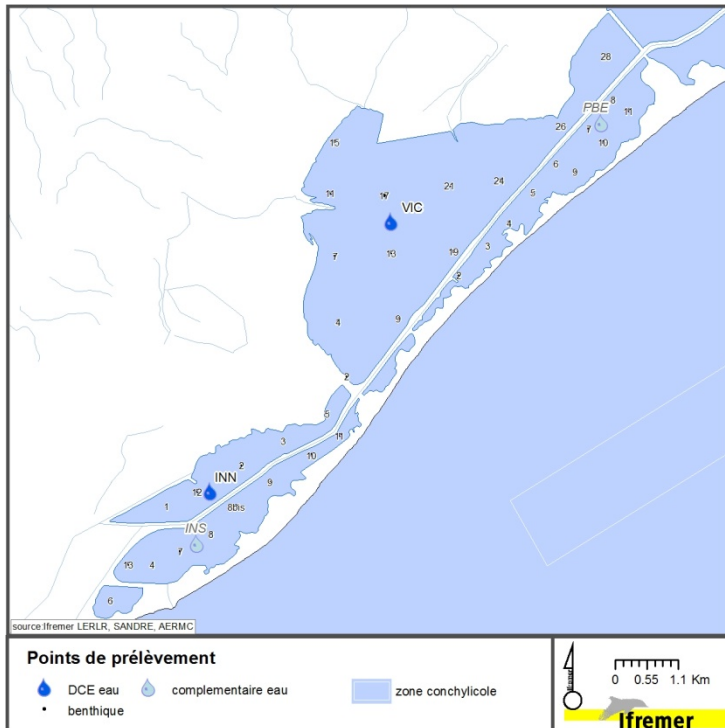 28
PBE
8
11
7
10
26
6
9
15
24
24
5
14
17
VIC
4
3
7
13
19
2
4
9
2
5
3
11
10
2
INN
12
9
1
8bis
INS
8
7
13
4
6
source:Ifremer LERLR, SANDRE, AERMC
Points de prélèvement
DCE eau
complementaire eau
zone conchylicole
benthique
0 0.55 1.1 Km
Ifremer